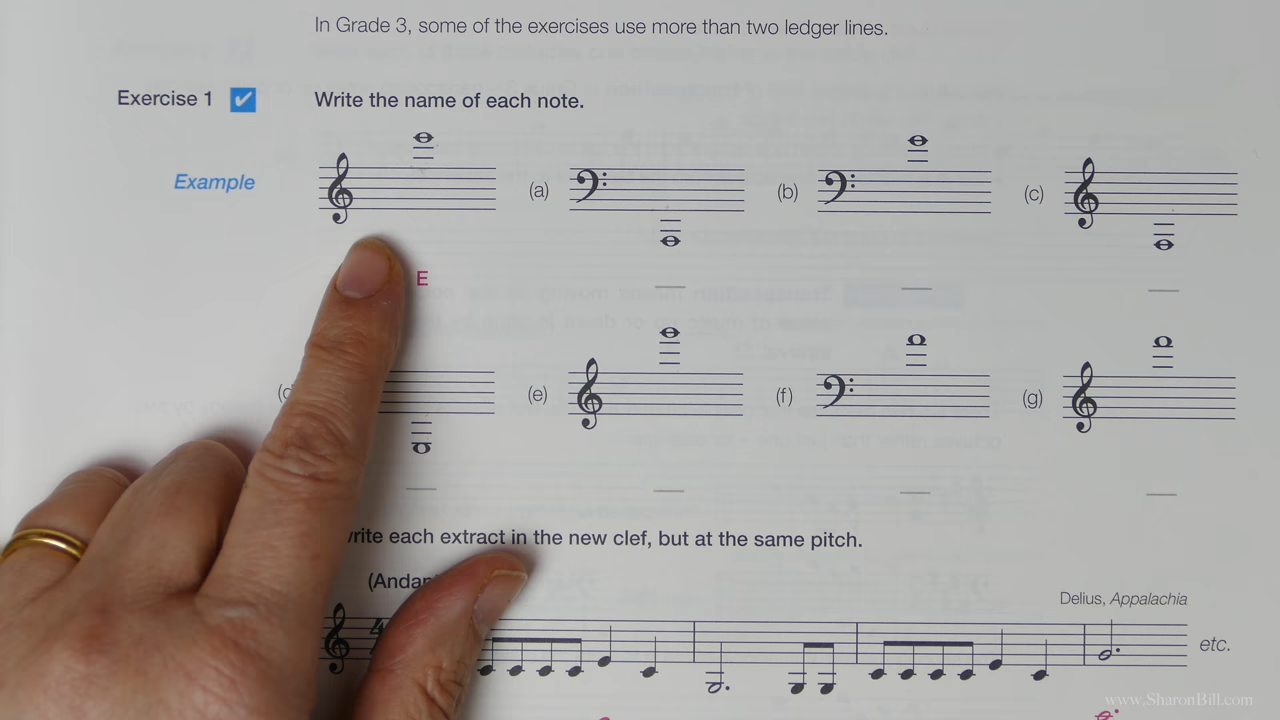 In Grade 3, some of the exercises use more than two ledger lines.
Exercise 1 Write the name of each note.
Example (a) (b) (c)
E
(e) (f) (g)
write each extract in the new clef, but at the same pitch.
Delius, Appalachia
etc.
www.SharonBill.com